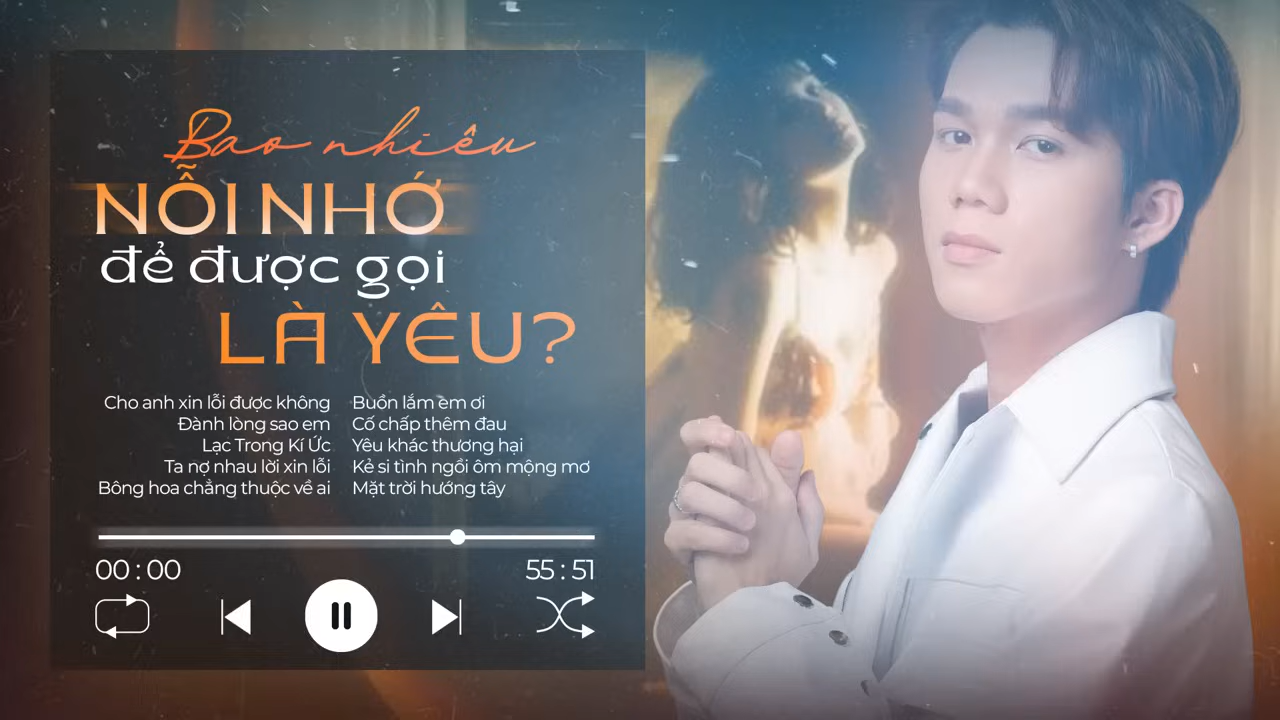 Bao nhiêu
NỖI NHỚ
để được gọi
LÀ YÊU?
Cho anh xin lỗi được không
Đành lòng sao em
Lạc Trong Kí Ức
Ta nợ nhau lời xin lỗi
Bông hoa chẳng thuộc về ai
Buồn lắm em ơi
Cố chấp thêm đau
Yêu khác thương hại
Kẻ si tình ngồi ôm mộng mơ
Mặt trời hướng tây
00 : 00
55 : 51